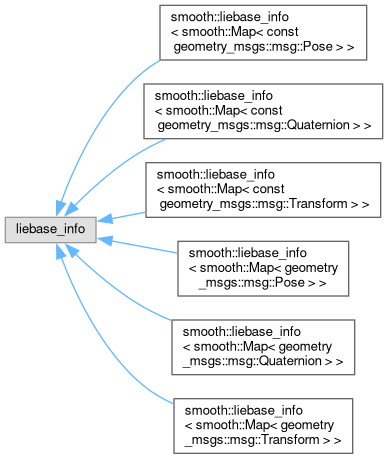 smooth::liebase_info
< smooth::Map< const
geometry_msgs::msg::Pose > >
smooth::liebase_info
< smooth::Map< const
geometry_msgs::msg::Quaternion > >
smooth::liebase_info
< smooth::Map< const
geometry_msgs::msg::Transform > >
liebase_info
smooth::liebase_info
< smooth::Map< geometry
_msgs::msg::Pose > >
smooth::liebase_info
< smooth::Map< geometry
_msgs::msg::Quaternion > >
smooth::liebase_info
< smooth::Map< geometry
_msgs::msg::Transform > >